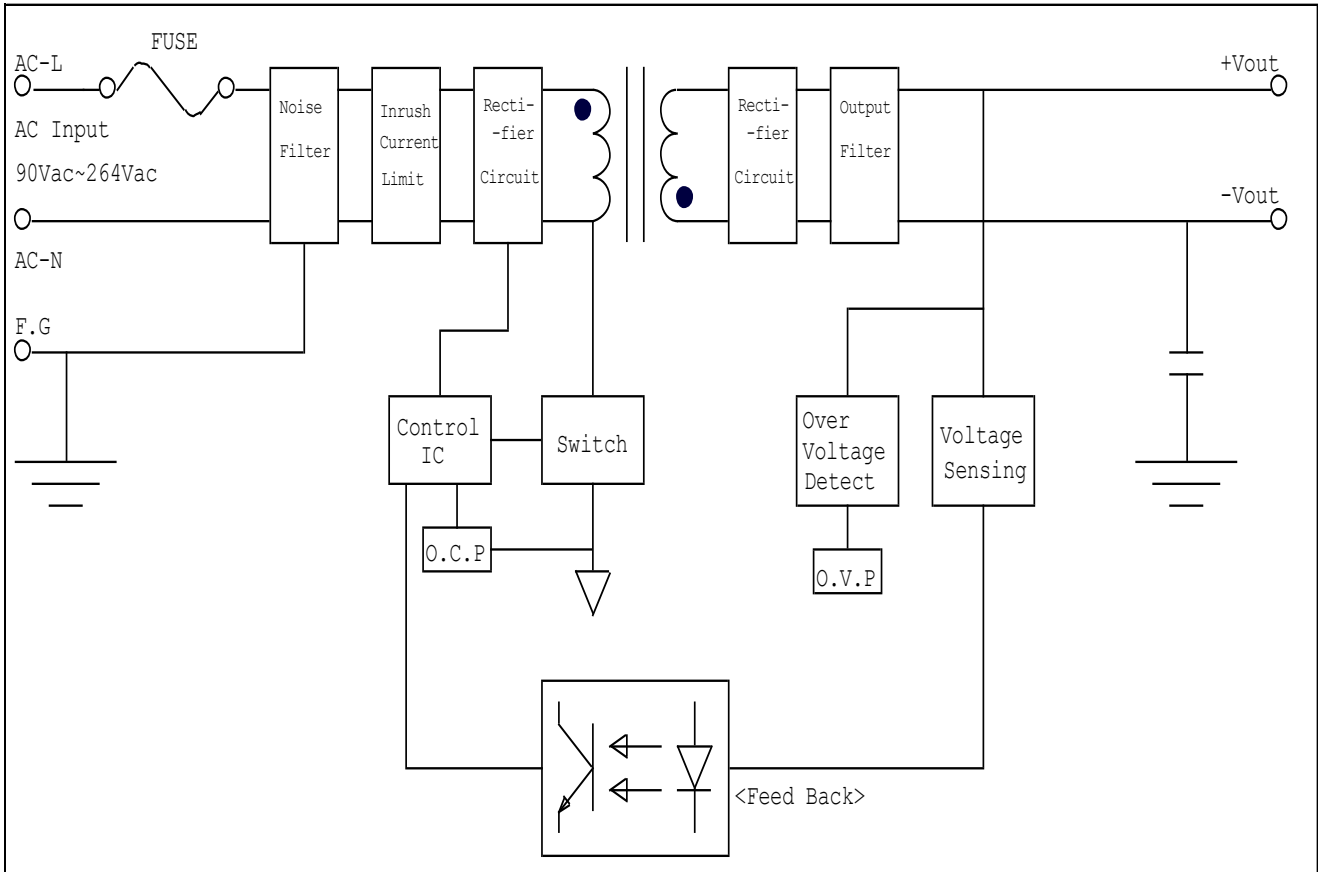 FUSE
AC-L
+Vout
Noise
Filter
Inrush
Current
Limit
Recti-
-fier
Circuit
Recti-
-fier
Circuit
Output
Filter
AC Input
90Vac~264Vac
-Vout
AC-N
F.G
Control
IC
Switch
Over
Voltage
Detect
Voltage
Sensing
O.C.P
O.V.P
<Feed Back>